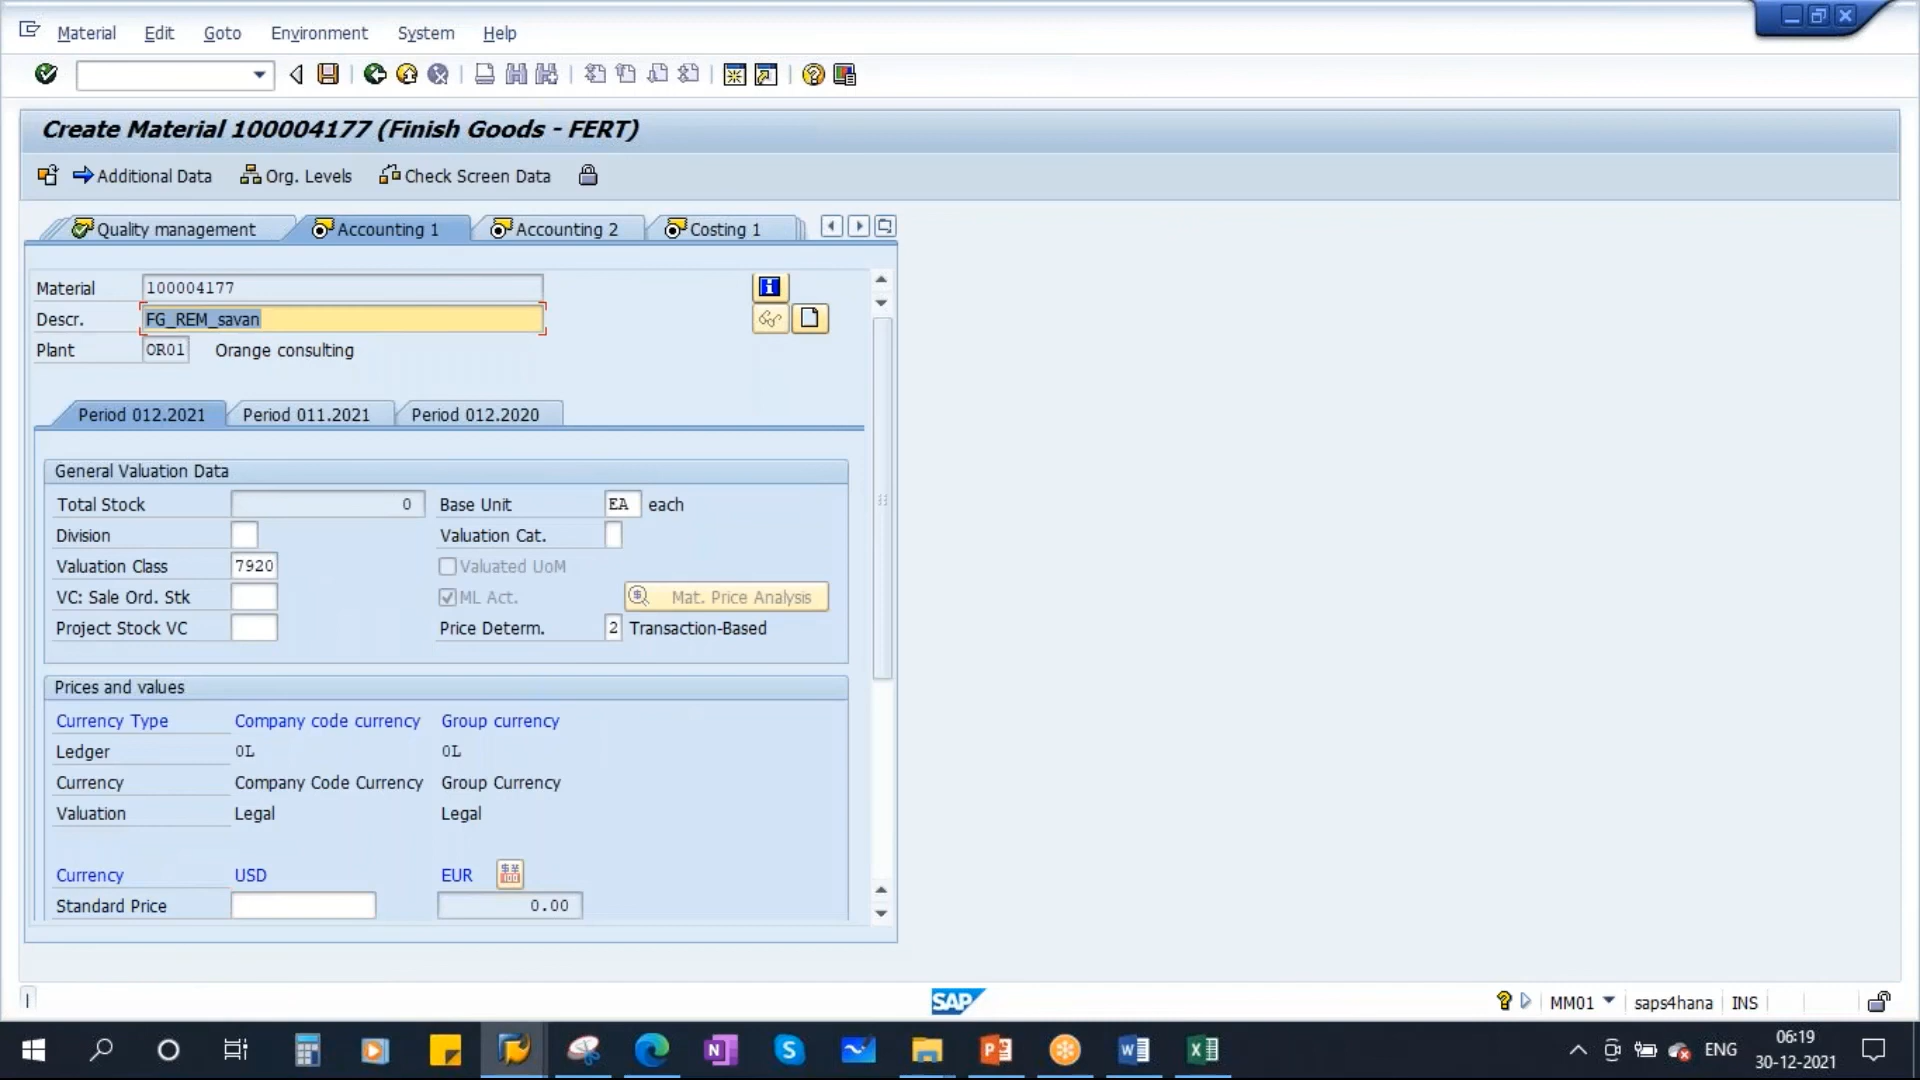 Material Edit Goto Environment System Help
Create Material 100004177 (Finish Goods - FERT)
Additional Data Org. Levels Check Screen Data
Quality management Accounting 1 Accounting 2 Costing 1
Material 100004177
Descr. FG_REM_savan
Plant OR01 Orange consulting
Period 012.2021 Period 011.2021 Period 012.2020
General Valuation Data
Total Stock 0 Base Unit EA each
Division Valuation Cat.
Valuation Class 7920 Valuated UoM
VC: Sale Ord. Stk ML Act. Mat. Price Analysis
Project Stock VC Price Determ. 2 Transaction-Based
Prices and values
Currency Type Company code currency Group currency
Ledger 0L 0L
Currency Company Code Currency Group Currency
Valuation Legal Legal
Currency USD EUR
Standard Price 0.00
SAP MM01 saps4hana INS
ENG 06:19
30-12-2021